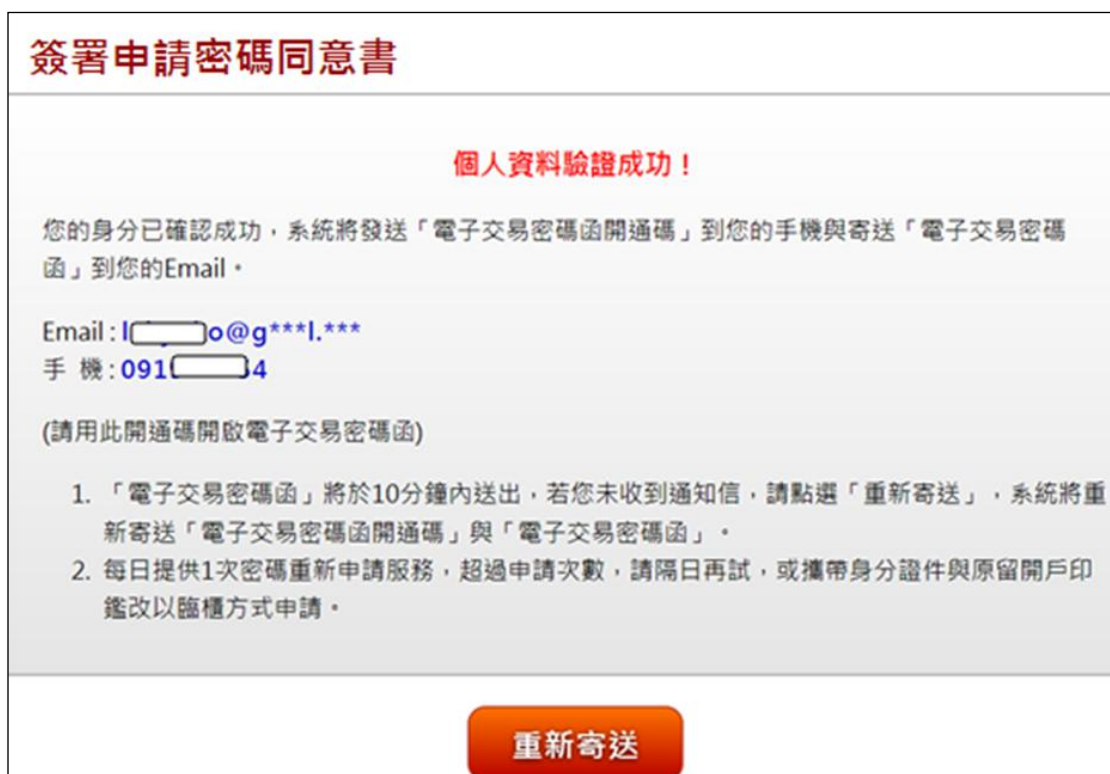 簽署申請密碼同意書
個人資料驗證成功！
您的身分已確認成功，系統將發送「電子交易密碼函開通碼」到您的手機與寄送「電子交易密碼
函」到您的Email。
Email : l o@g***l.***
手 機 : 091 4
(請用此開通碼開啟電子交易密碼函)
1. 「電子交易密碼函」將於10分鐘內送出，若您未收到通知信，請點選「重新寄送」，系統將重
新寄送「電子交易密碼函開通碼」與「電子交易密碼函」。
2. 每日提供1次密碼重新申請服務，超過申請次數，請隔日再試，或攜帶身分證件與原留開戶印
鑑改以臨櫃方式申請。
重新寄送